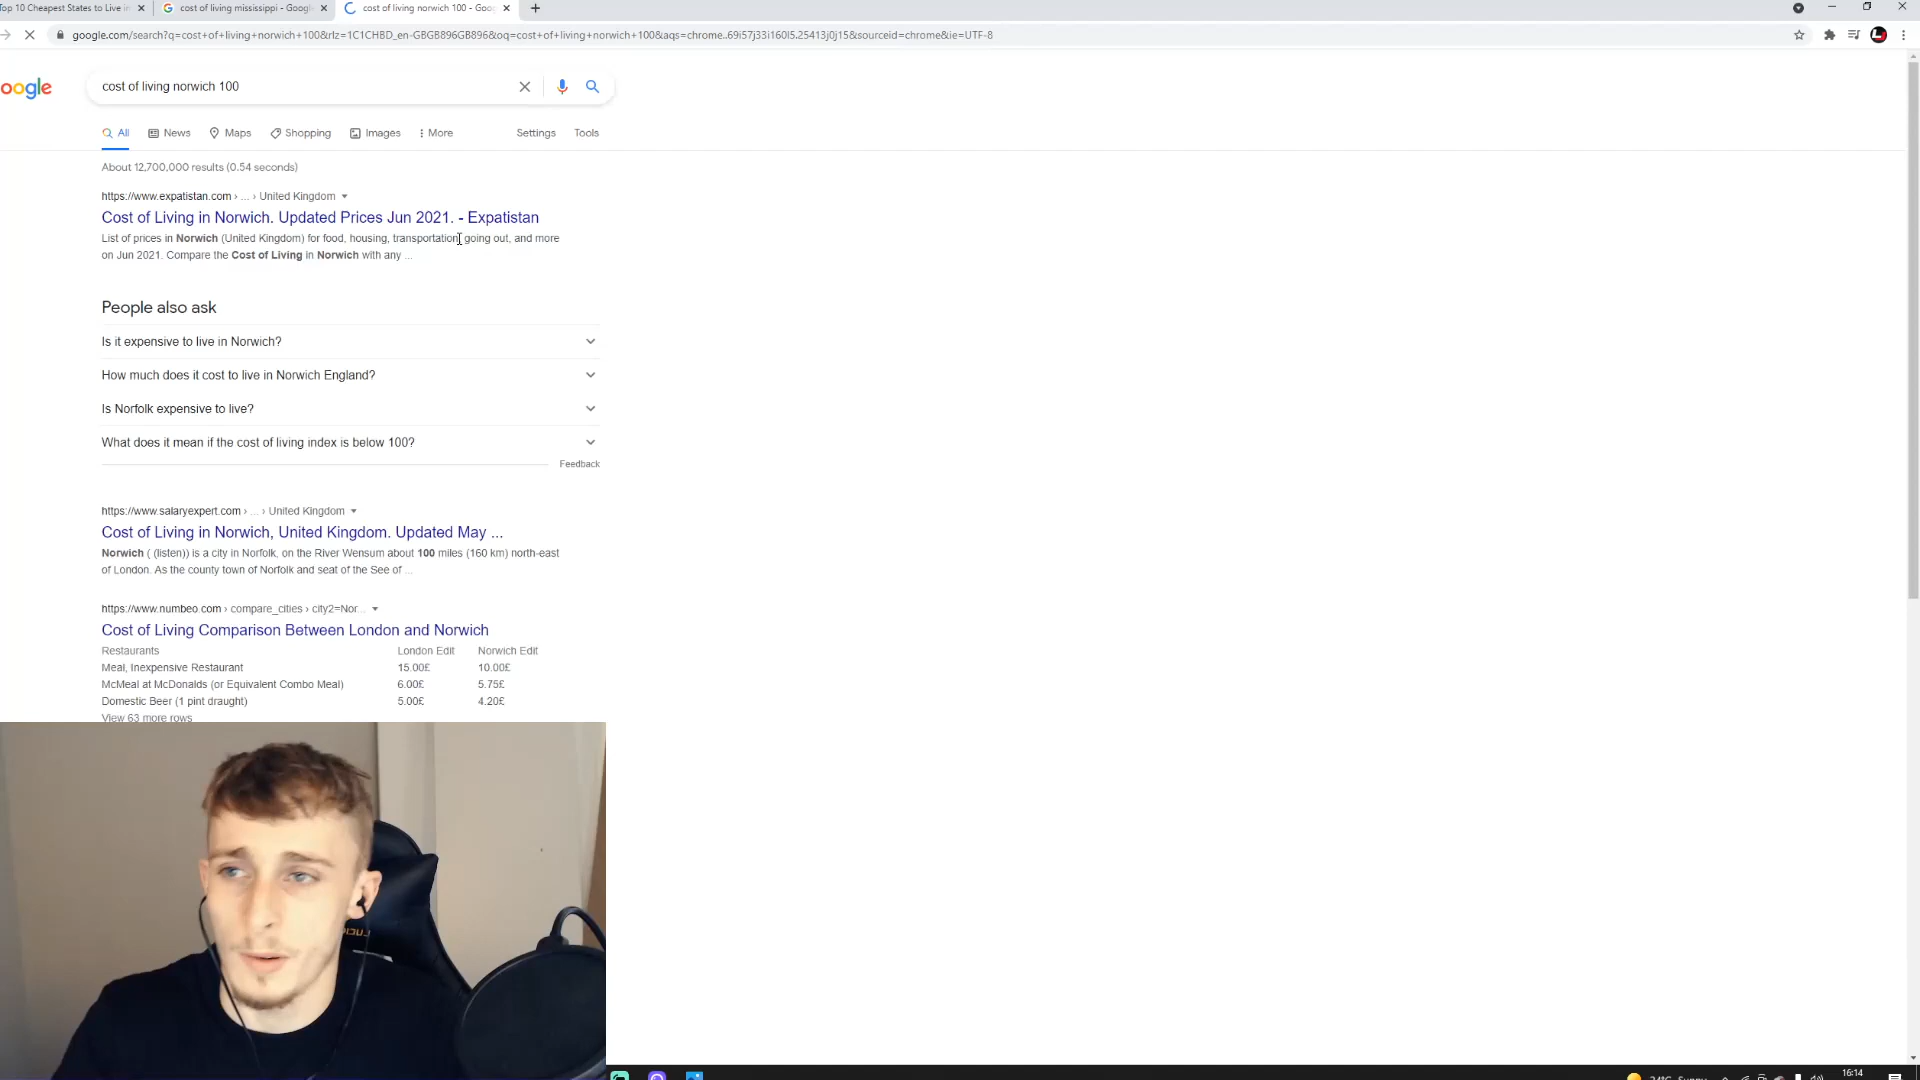 Top 10 Cheapest States to Live in
cost of living mississippi - Google
cost of living norwich 100 - Goo
google.com/search?q=cost+of+living+norwich+100&rlz=1C1CHBD_en-GBGB896GB896&oq=cost+of+living+norwich+100&aqs=chrome..69i57j33i160l5.25413j0j15&sourceid=chrome&ie=UTF-8
oogle
cost of living norwich 100
All
News
Maps
Shopping
Images
More
Settings
Tools
About 12,700,000 results (0.54 seconds)
https://www.expatistan.com › ... › United Kingdom
Cost of Living in Norwich. Updated Prices Jun 2021. - Expatistan
List of prices in Norwich (United Kingdom) for food, housing, transportation, going out, and more
on Jun 2021. Compare the Cost of Living in Norwich with any ...
People also ask
Is it expensive to live in Norwich?
How much does it cost to live in Norwich England?
Is Norfolk expensive to live?
What does it mean if the cost of living index is below 100?
Feedback
https://www.salaryexpert.com › ... › United Kingdom
Cost of Living in Norwich, United Kingdom. Updated May ...
Norwich ( (listen)) is a city in Norfolk, on the River Wensum about 100 miles (160 km) north-east
of London. As the county town of Norfolk and seat of the See of ...
https://www.numbeo.com › compare_cities › city2=Nor...
Cost of Living Comparison Between London and Norwich
Restaurants London Edit Norwich Edit
Meal, Inexpensive Restaurant 15.00£ 10.00£
McMeal at McDonalds (or Equivalent Combo Meal) 6.00£ 5.75£
Domestic Beer (1 pint draught) 5.00£ 4.20£
View 63 more rows
24°C Sunny
16:14